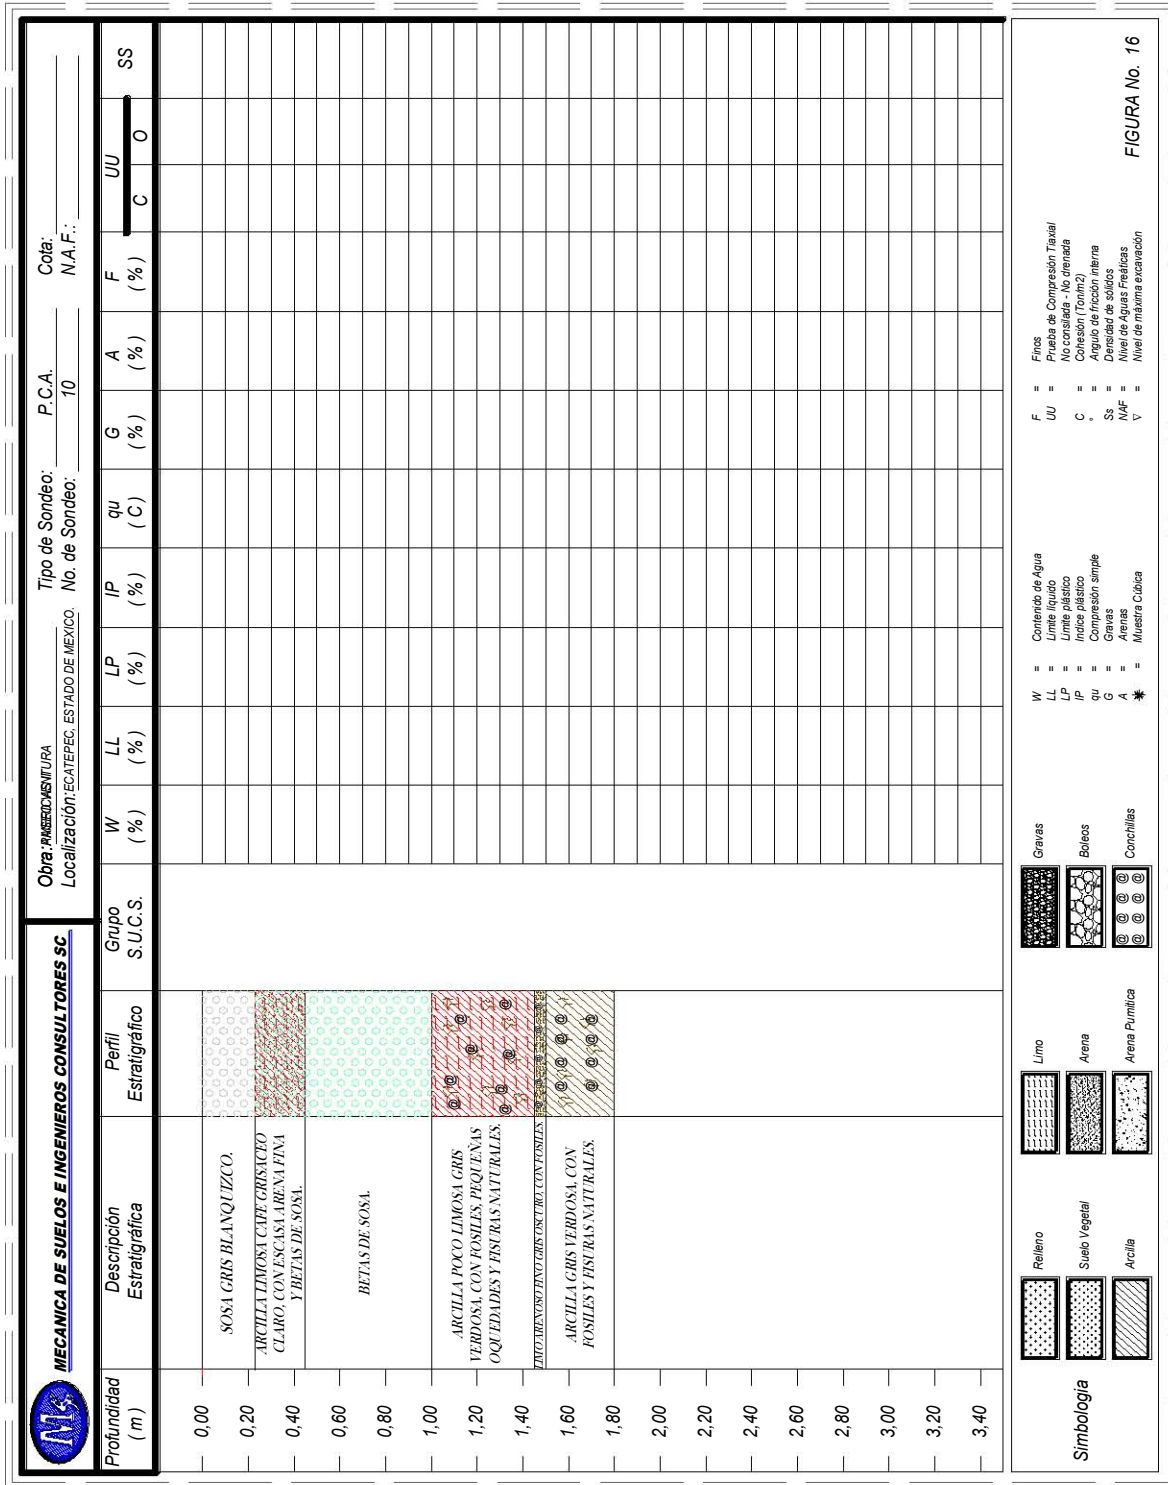 MECANICA DE SUELOS E INGENIEROS CONSULTORES SC
Obra:
Localización: ECATEPEC, ESTADO DE MEXICO.
Tipo de Sondeo: P.C.A.
No. de Sondeo: 10
Cota:
N.A.F.:
Profundidad
( m )
Descripción
Estratigráfica
Perfil
Estratigráfico
Grupo
S.U.C.S.
W
( % )
LL
( % )
LP
( % )
IP
( % )
qu
( C )
G
( % )
A
( % )
F
( % )
UU
C O
SS
0,00
0,20
0,40
0,60
0,80
1,00
1,20
1,40
1,60
1,80
2,00
2,20
2,40
2,60
2,80
3,00
3,20
3,40
SOSA GRIS BLANQUIZCO.
ARCILLA LIMOSA CAFE GRISACEO
CLARO, CON ESCASA ARENA FINA
Y BETAS DE SOSA.
BETAS DE SOSA.
ARCILLA POCO LIMOSA GRIS
VERDOSA, CON FOSILES, PEQUEÑAS
OQUEDADES Y FISURAS NATURALES.
LIMO ARENOSO FINO GRIS OSCURO, CON FOSILES.
ARCILLA GRIS VERDOSA, CON
FOSILES Y FISURAS NATURALES.
Simbologia
Relleno
Suelo Vegetal
Arcilla
Limo
Arena
Arena Pumitica
Gravas
Boleos
Conchillas
W = Contenido de Agua
LL = Limite líquido
LP = Limite plástico
IP = Indice plástico
qu = Compresión simple
G = Gravas
A = Arenas
= Muestra Cúbica
F = Finos
UU = Prueba de Compresión Tiaxial
No consilada - No drenada
C = Cohesión (Ton/m2)
° = Angulo de fricción interna
Ss = Densidad de sólidos
NAF = Nivel de Aguas Freáticas
▽ = Nivel de máxima excavación
FIGURA No. 16